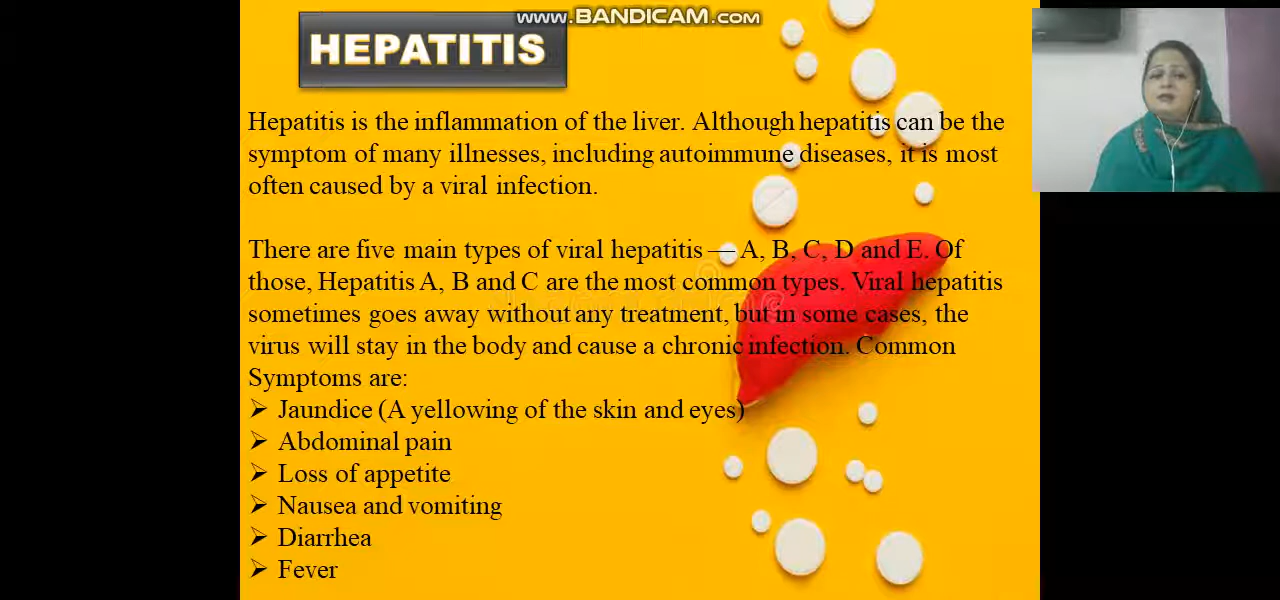 www.BANDICAM.com
HEPATITIS
Hepatitis is the inflammation of the liver. Although hepatitis can be the
symptom of many illnesses, including autoimmune diseases, it is most
often caused by a viral infection.
There are five main types of viral hepatitis — A, B, C, D and E. Of
those, Hepatitis A, B and C are the most common types. Viral hepatitis
sometimes goes away without any treatment, but in some cases, the
virus will stay in the body and cause a chronic infection. Common
Symptoms are:
➢ Jaundice (A yellowing of the skin and eyes)
➢ Abdominal pain
➢ Loss of appetite
➢ Nausea and vomiting
➢ Diarrhea
➢ Fever